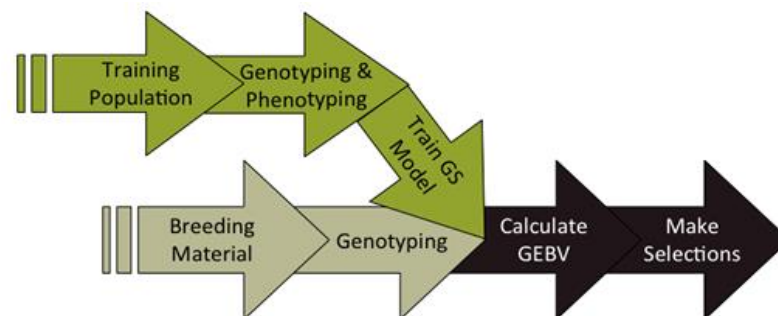 Training
Population
Genotyping &
Phenotyping
Train GS
Model
Breeding
Material
Genotyping
Calculate
GEBV
Make
Selections